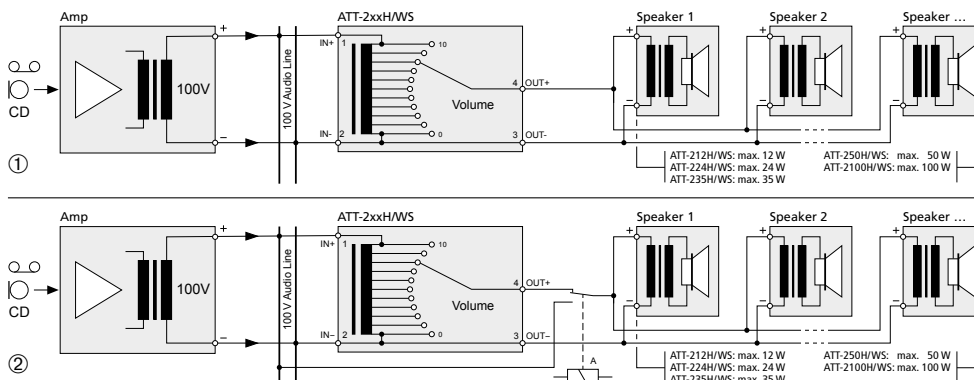 Amp
ATT-2xxH/WS
Speaker 1
Speaker 2
Speaker ...
+
IN+
1
10
+
+
+
CD
100V
100 V Audio Line
4
OUT+
Volume
–
IN-
2
0
3
OUT-
–
–
–
①
ATT-212H/WS: max. 12 W
ATT-224H/WS: max. 24 W
ATT-235H/WS: max. 35 W
ATT-250H/WS: max. 50 W
ATT-2100H/WS: max. 100 W
Amp
ATT-2xxH/WS
Speaker 1
Speaker 2
Speaker ...
+
IN+
1
10
+
+
+
CD
100V
100 V Audio Line
4
OUT+
Volume
–
IN–
2
0
3
OUT–
–
–
–
②
A
ATT-212H/WS: max. 12 W
ATT-224H/WS: max. 24 W
ATT-235H/WS: max. 35 W
ATT-250H/WS: max. 50 W
ATT-2100H/WS: max. 100 W